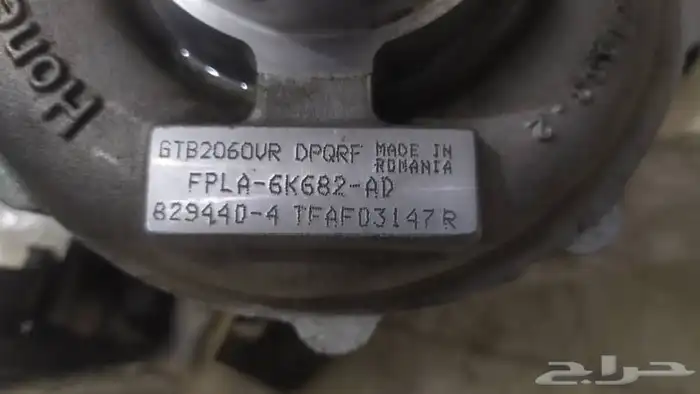 Hone
GTB2060VR DPQRF MADE IN
ROMANIA
FPLA-6K682-AD
829440-4 TFAF03147R
حراج